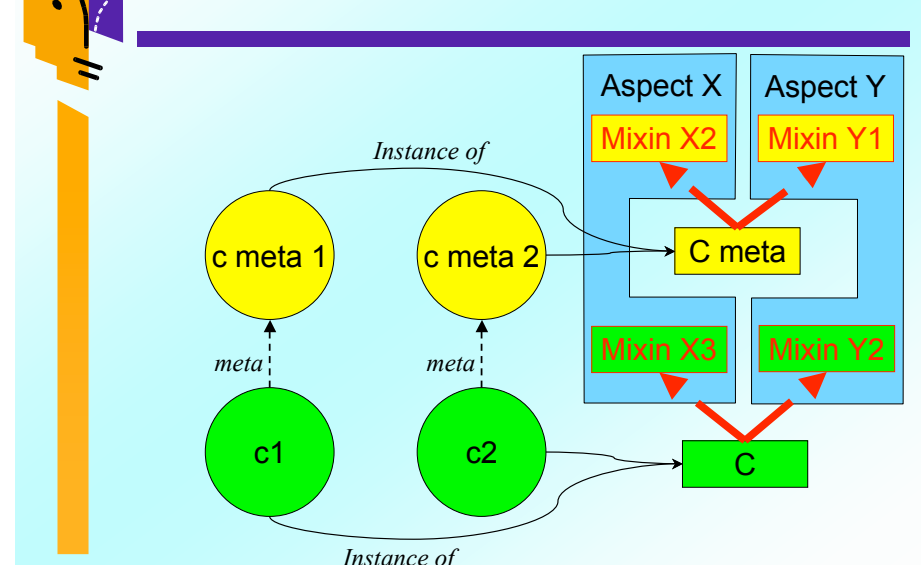 Aspect X
Aspect Y
Mixin X2
Mixin Y1
Instance of
c meta 1
c meta 2
C meta
Mixin X3
Mixin Y2
meta
meta
c1
c2
C
Instance of